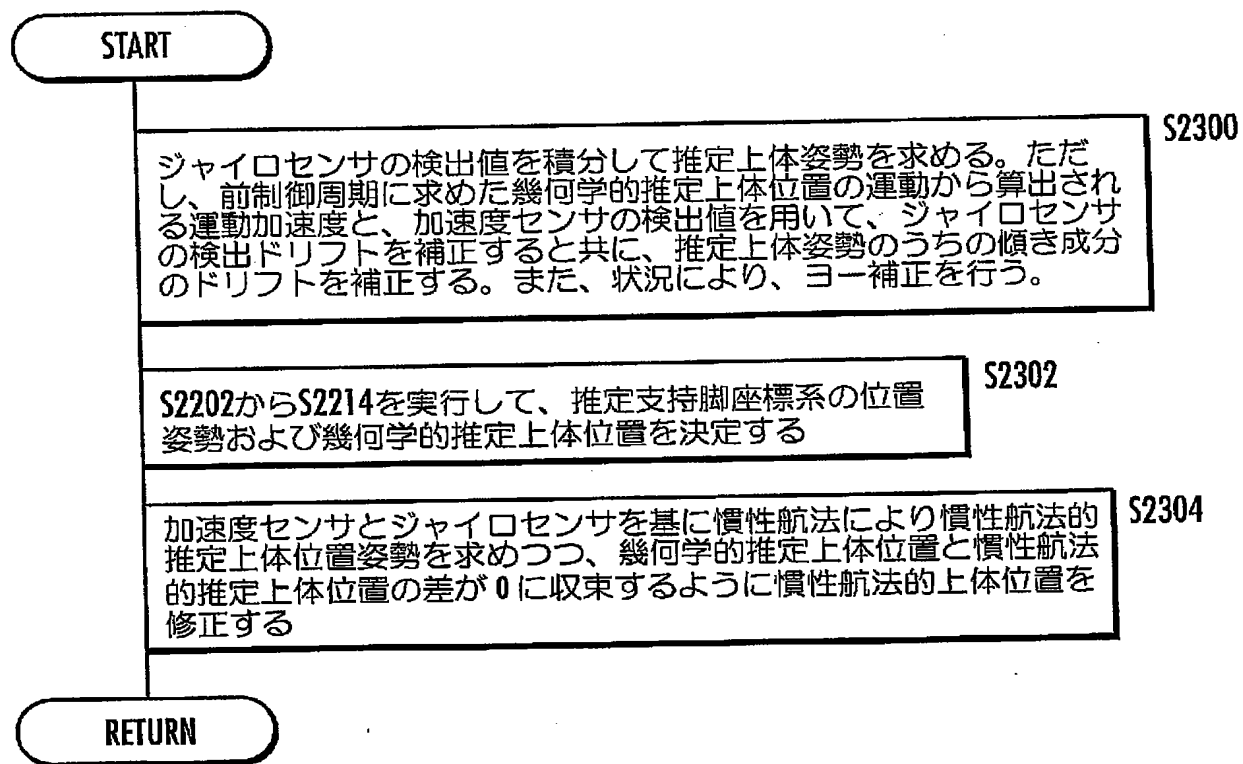 START
S2300
ジャイロセンサの検出値を積分して推定上体姿勢を求める。ただ
し、前制御周期に求めた幾何学的推定上体位置の運動から算出され
る運動加速度と、加速度センサの検出値を用いて、ジャイロセンサ
の検出ドリフトを補正すると共に、推定上体姿勢のうちの傾き成分
のドリフトを補正する。また、状況により、ヨー補正を行う。
S2302
S2202からS2214を実行して、推定支持脚座標系の位置
姿勢および幾何学的推定上体位置を決定する
S2304
加速度センサとジャイロセンサを基に慣性航法により慣性航法的
推定上体位置姿勢を求めつつ、幾何学的推定上体位置と慣性航法
的推定上体位置の差が0に収束するように慣性航法的上体位置を
修正する
RETURN